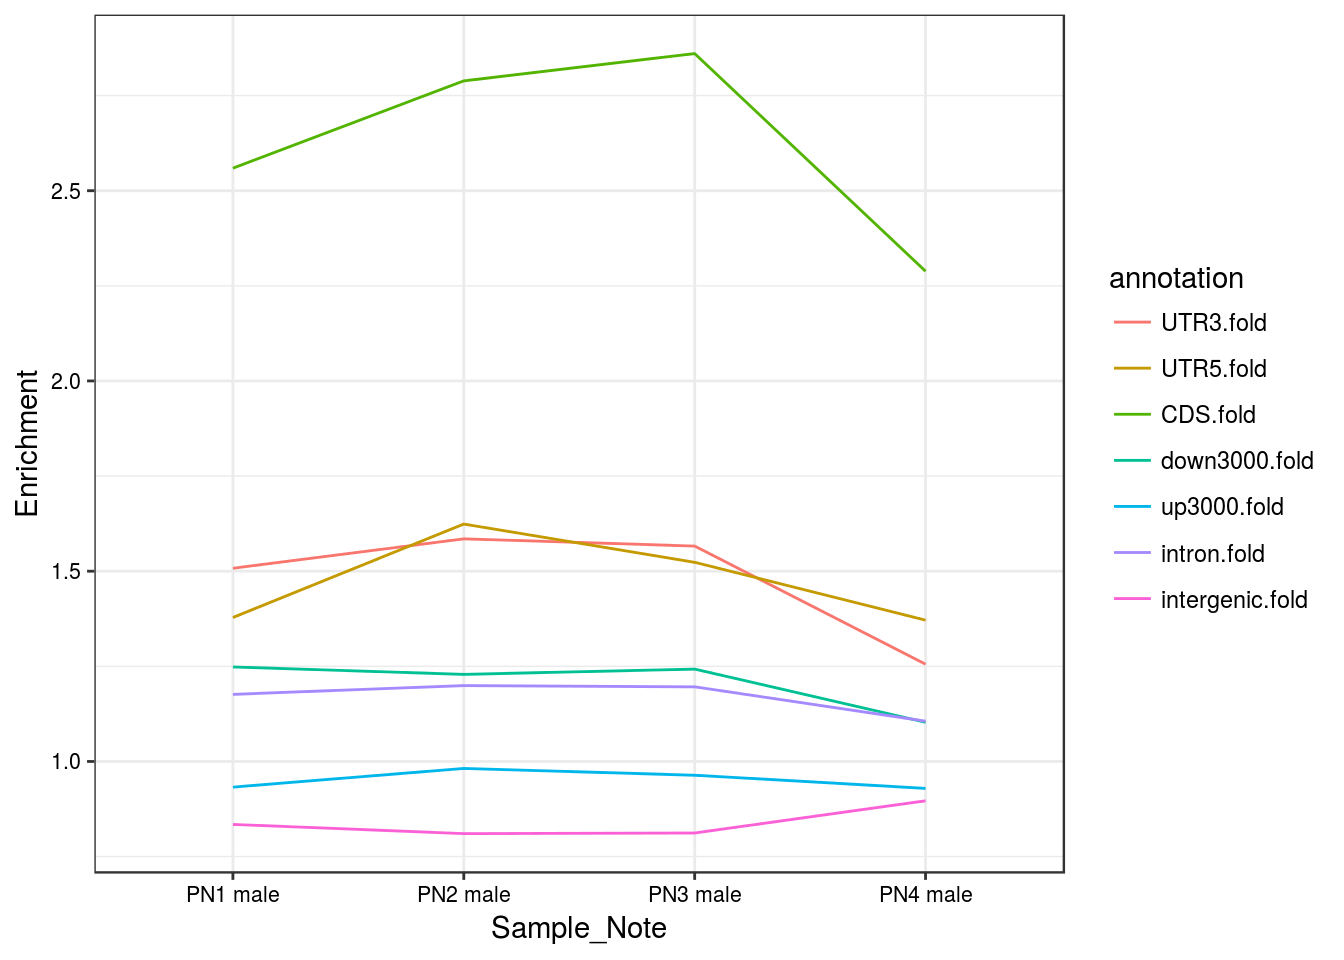 Enrichment
2.5
2.0
1.5
1.0
PN1 male
PN2 male
PN3 male
PN4 male
Sample_Note
annotation
UTR3.fold
UTR5.fold
CDS.fold
down3000.fold
up3000.fold
intron.fold
intergenic.fold